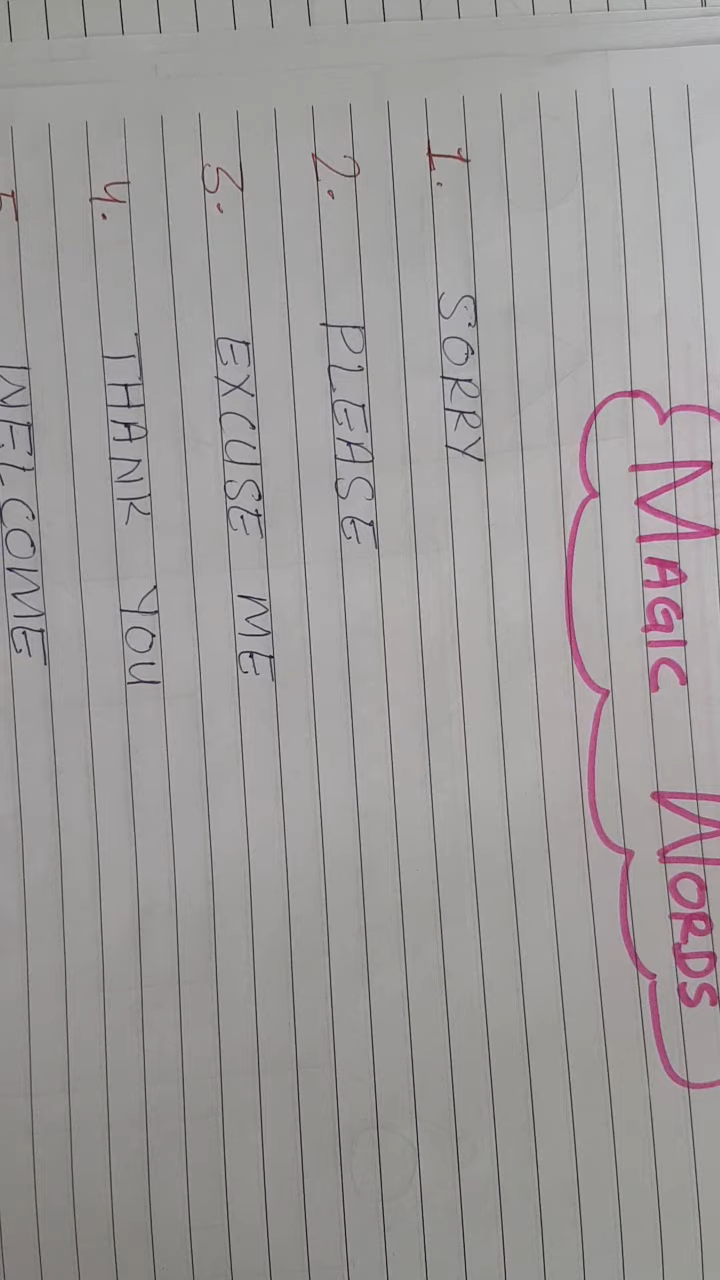 MAGIC WORDS
1. SORRY
2. PLEASE
3. EXCUSE ME
4. THANK YOU
WELCOME